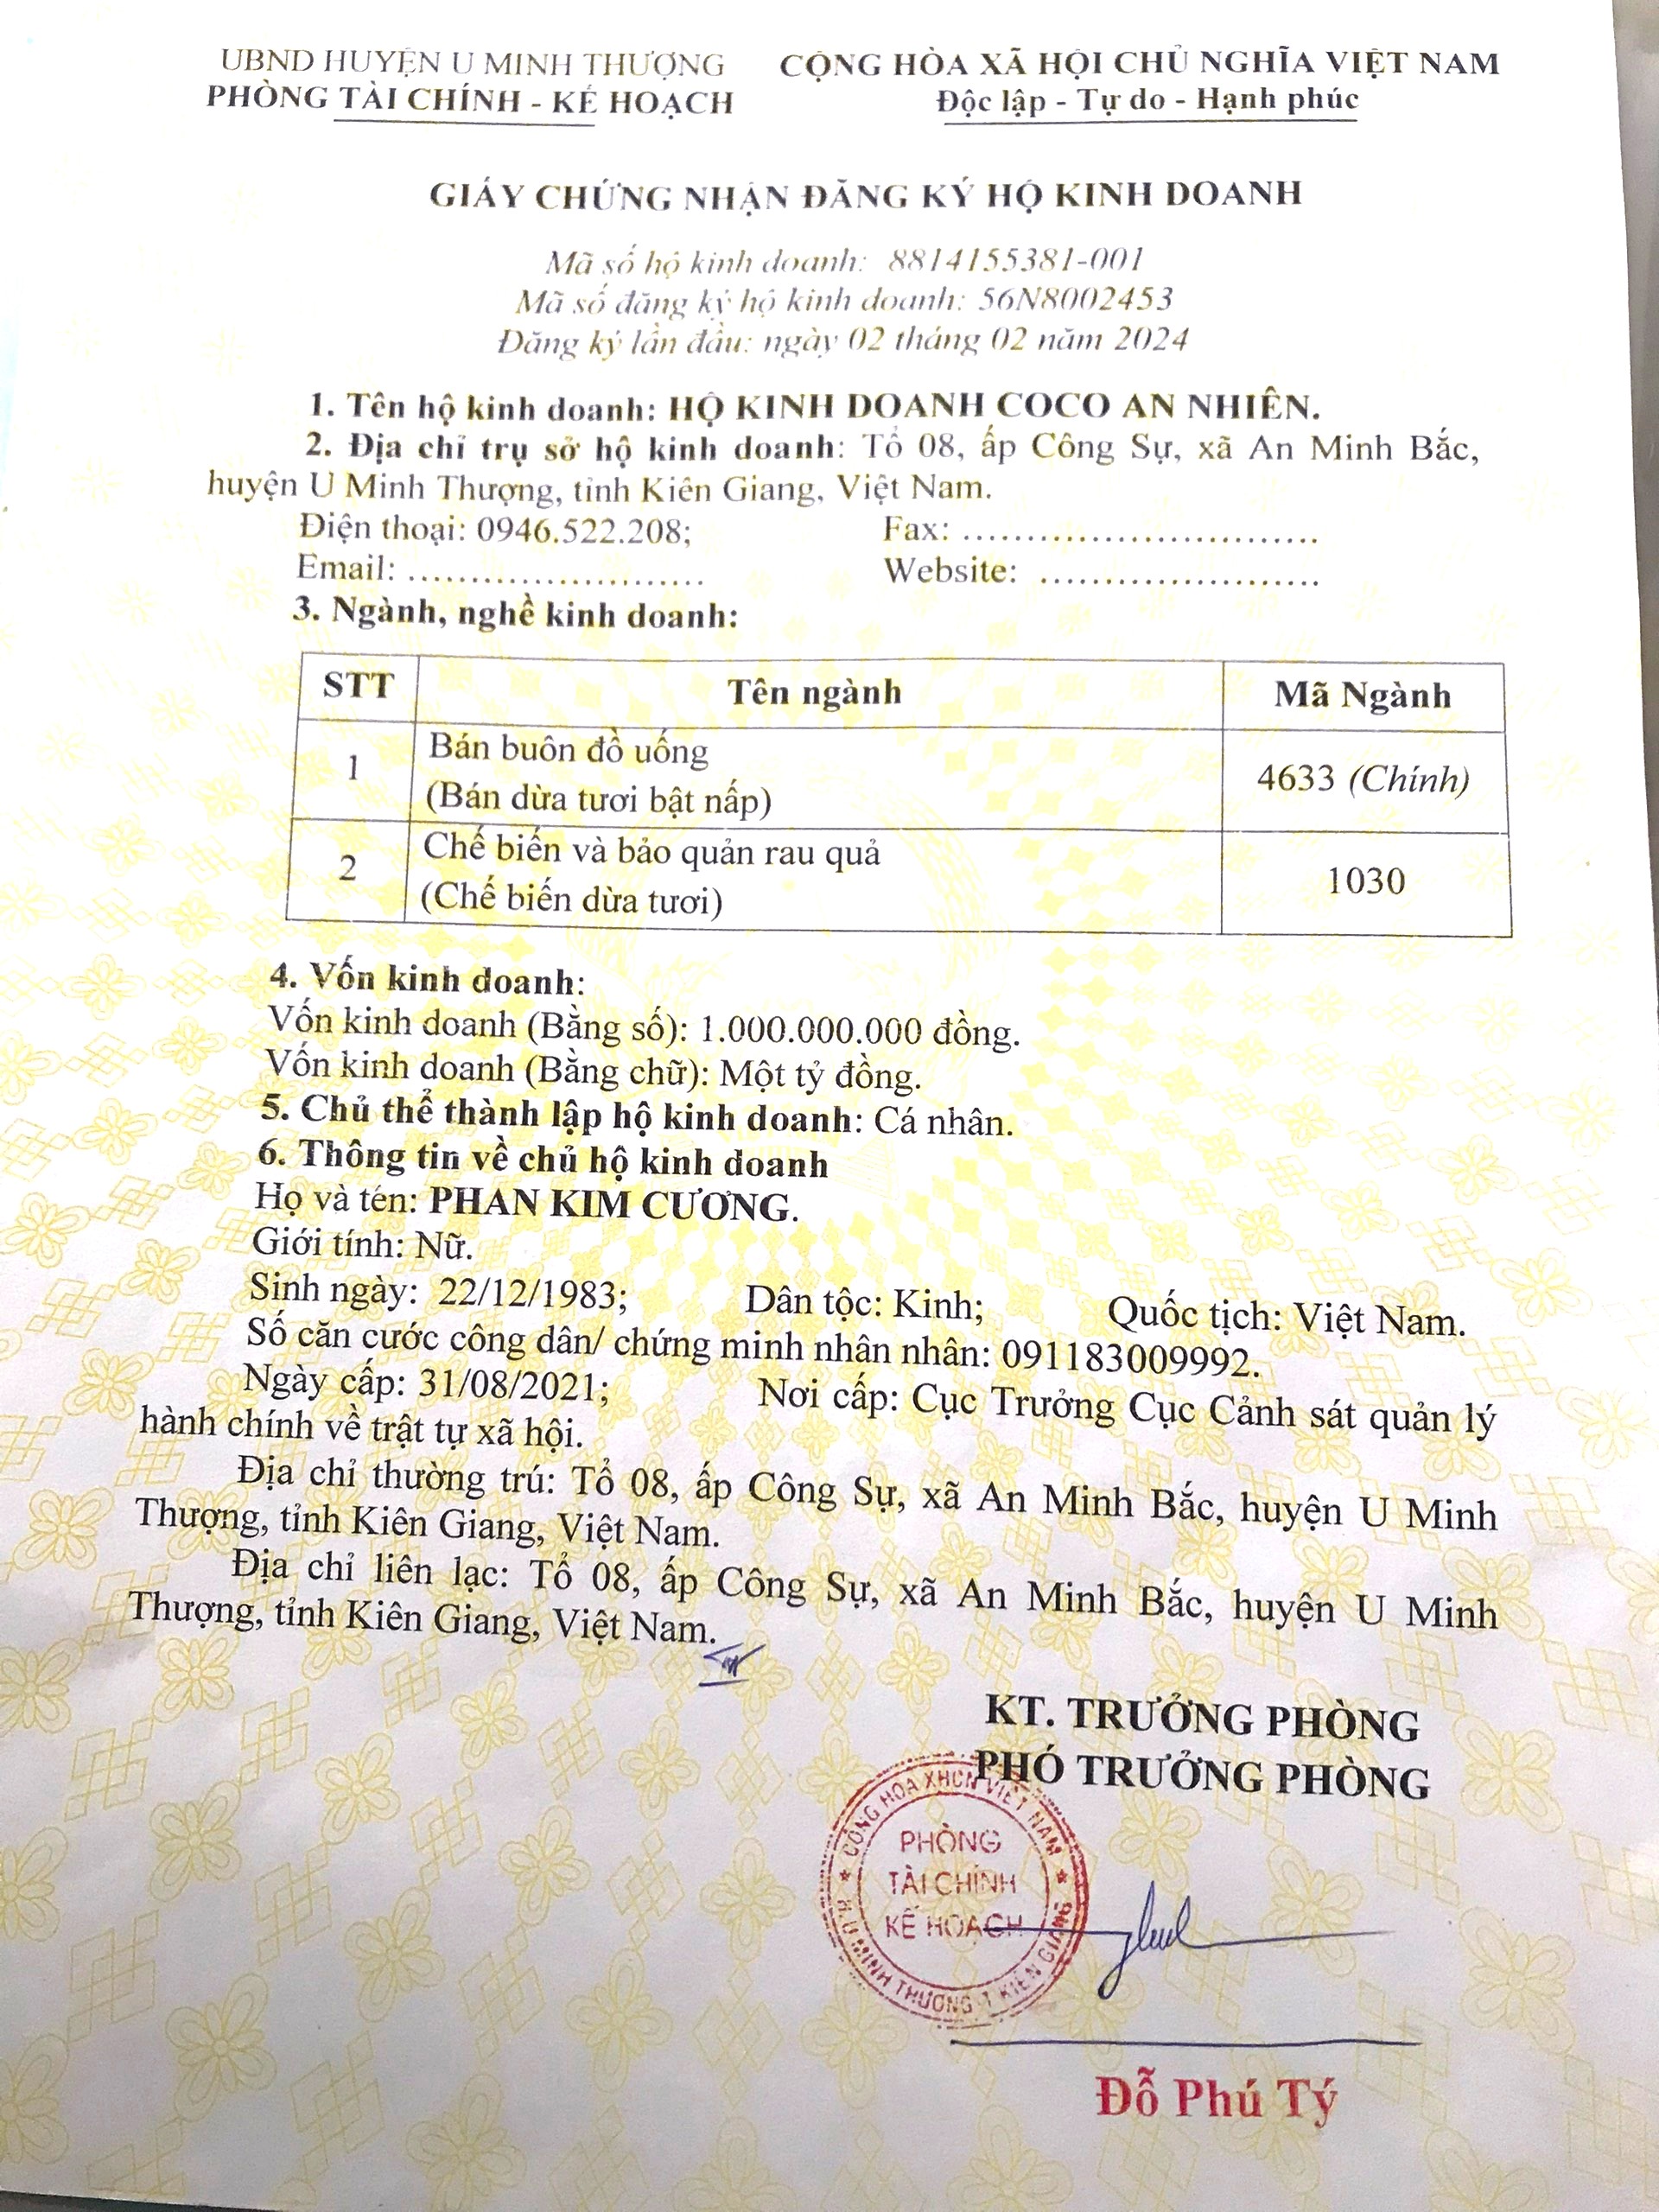 UBND HUYỆN U MINH THƯỢNG
PHÒNG TÀI CHÍNH - KẾ HOẠCH
CỘNG HÒA XÃ HỘI CHỦ NGHĨA VIỆT NAM
Độc lập - Tự do - Hạnh phúc
GIẤY CHỨNG NHẬN ĐĂNG KÝ HỘ KINH DOANH
Mã số hộ kinh doanh: 8814155381-001
Mã số đăng ký hộ kinh doanh: 56N8002453
Đăng ký lần đầu: ngày 02 tháng 02 năm 2024
1. Tên hộ kinh doanh: HỘ KINH DOANH COCO AN NHIÊN.
2. Địa chỉ trụ sở hộ kinh doanh: Tổ 08, ấp Công Sự, xã An Minh Bắc,
huyện U Minh Thượng, tỉnh Kiên Giang, Việt Nam.
Điện thoại: 0946.522.208; Fax: ............................
Email: ........................ Website: ......................
3. Ngành, nghề kinh doanh:
STT Tên ngành Mã Ngành
1 Bán buôn đồ uống 4633 (Chính)
(Bán dừa tươi bật nắp)
2 Chế biến và bảo quản rau quả 1030
(Chế biến dừa tươi)
4. Vốn kinh doanh:
Vốn kinh doanh (Bằng số): 1.000.000.000 đồng.
Vốn kinh doanh (Bằng chữ): Một tỷ đồng.
5. Chủ thể thành lập hộ kinh doanh: Cá nhân.
6. Thông tin về chủ hộ kinh doanh
Họ và tên: PHAN KIM CƯƠNG.
Giới tính: Nữ.
Sinh ngày: 22/12/1983; Dân tộc: Kinh; Quốc tịch: Việt Nam.
Số căn cước công dân/ chứng minh nhân nhân: 091183009992.
Ngày cấp: 31/08/2021; Nơi cấp: Cục Trưởng Cục Cảnh sát quản lý
hành chính về trật tự xã hội.
Địa chỉ thường trú: Tổ 08, ấp Công Sự, xã An Minh Bắc, huyện U Minh
Thượng, tỉnh Kiên Giang, Việt Nam.
Địa chỉ liên lạc: Tổ 08, ấp Công Sự, xã An Minh Bắc, huyện U Minh
Thượng, tỉnh Kiên Giang, Việt Nam.
KT. TRƯỞNG PHÒNG
PHÓ TRƯỞNG PHÒNG
CỘNG HÒA XHCN VIỆT NAM
PHÒNG
TÀI CHÍNH
KẾ HOẠCH
H.U MINH THƯỢNG-T KIÊN GIANG
Đỗ Phú Tý